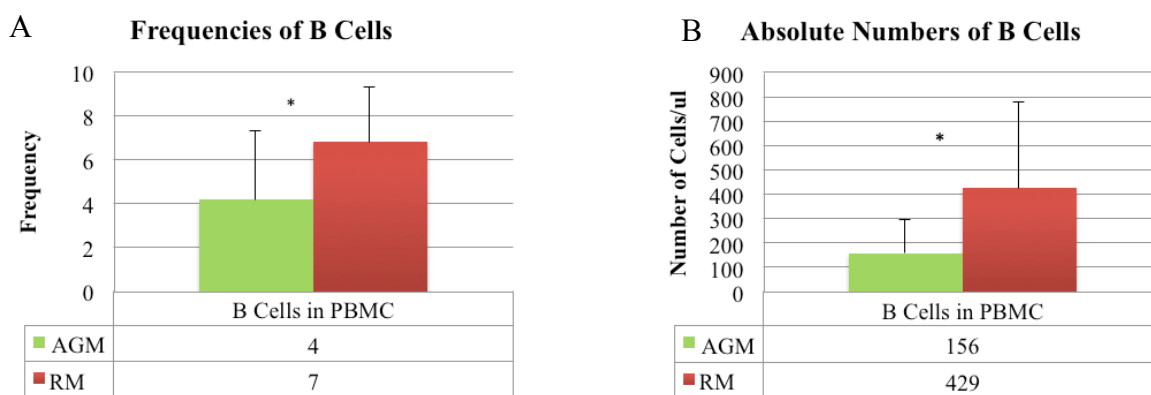 A
Frequencies of B Cells
Frequency
10
8
6
4
2
0
*
B Cells in PBMC
AGM 4
RM 7
B
Absolute Numbers of B Cells
Number of Cells/ul
900
800
700
600
500
400
300
200
100
0
*
B Cells in PBMC
AGM 156
RM 429